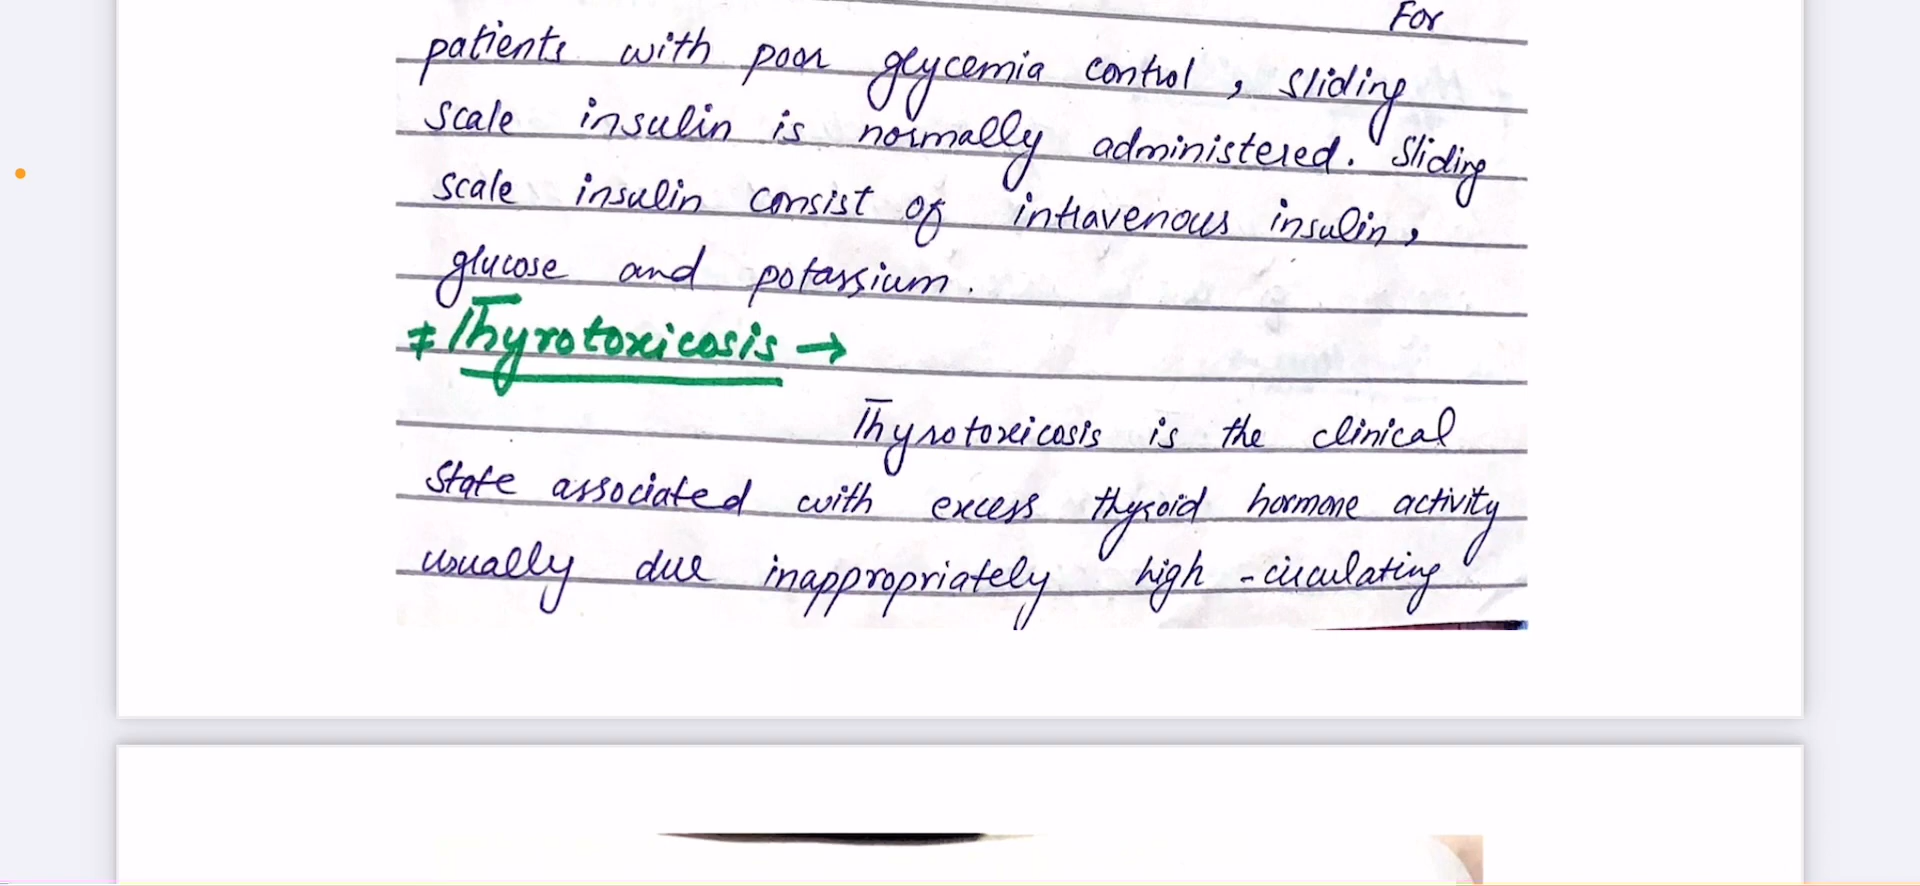 For
patients with poor glycemia control, sliding
scale insulin is normally administered. Sliding
scale insulin consist of intravenous insulin,
glucose and potassium.
* Thyrotoxicosis →
Thyrotoxicosis is the clinical
state associated with excess thyroid hormone activity
usually due inappropriately high - circulating